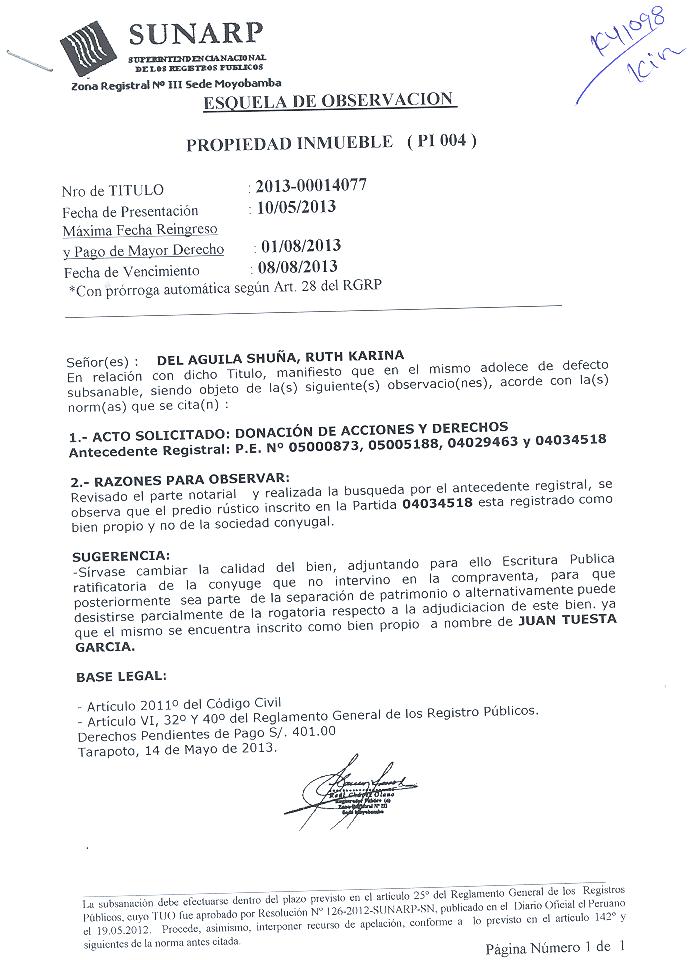 SUNARP
SUPERINTENDENCIA NACIONAL
DE LOS REGISTROS PUBLICOS
Zona Registral Nº III Sede Moyobamba
K41098
Kin
ESQUELA DE OBSERVACION
PROPIEDAD INMUEBLE ( PI 004 )
Nro de TITULO : 2013-00014077
Fecha de Presentación : 10/05/2013
Máxima Fecha Reingreso
y Pago de Mayor Derecho : 01/08/2013
Fecha de Vencimiento : 08/08/2013
*Con prórroga automática según Art. 28 del RGRP
Señor(es) : DEL AGUILA SHUÑA, RUTH KARINA
En relación con dicho Titulo, manifiesto que en el mismo adolece de defecto
subsanable, siendo objeto de la(s) siguiente(s) observacio(nes), acorde con la(s)
norm(as) que se cita(n) :
1.- ACTO SOLICITADO: DONACIÓN DE ACCIONES Y DERECHOS
Antecedente Registral: P.E. Nº 05000873, 05005188, 04029463 y 04034518
2.- RAZONES PARA OBSERVAR:
Revisado el parte notarial y realizada la busqueda por el antecedente registral, se
observa que el predio rústico inscrito en la Partida 04034518 esta registrado como
bien propio y no de la sociedad conyugal.
SUGERENCIA:
-Sírvase cambiar la calidad del bien, adjuntando para ello Escritura Publica
ratificatoria de la conyuge que no intervino en la compraventa, para que
posteriormente sea parte de la separación de patrimonio o alternativamente puede
desistirse parcialmente de la rogatoria respecto a la adjudiciacion de este bien. ya
que el mismo se encuentra inscrito como bien propio a nombre de JUAN TUESTA
GARCIA.
BASE LEGAL:
- Artículo 2011º del Código Civil
- Artículo VI, 32º Y 40º del Reglamento General de los Registro Públicos.
Derechos Pendientes de Pago S/. 401.00
Tarapoto, 14 de Mayo de 2013.
Registrador Público (e)
Zona Registral Nº III
Sede Moyobamba
La subsanación debe efectuarse dentro del plazo previsto en el artículo 25° del Reglamento General de los Registros
Públicos, cuyo TUO fue aprobado por Resolución Nº 126-2012-SUNARP-SN, publicado en el Diario Oficial el Peruano
el 19.05.2012. Procede, asimismo, interponer recurso de apelación, conforme a lo previsto en el artículo 142° y
siguientes de la norma antes citada.
Página Número 1 de 1